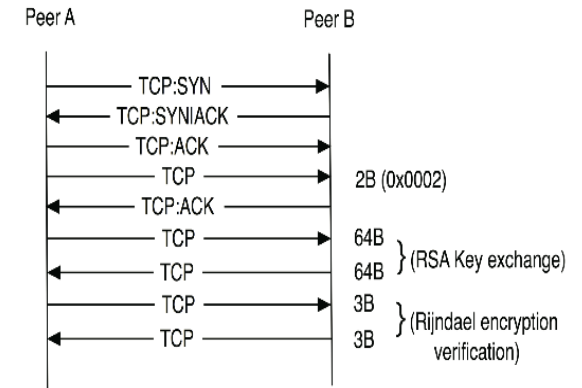 Peer A Peer B
TCP:SYN
TCP:SYNIACK
TCP:ACK
TCP 2B (0x0002)
TCP:ACK
TCP 64B
TCP 64B
} (RSA Key exchange)
TCP 3B
TCP 3B
} (Rijndael encryption
verification)